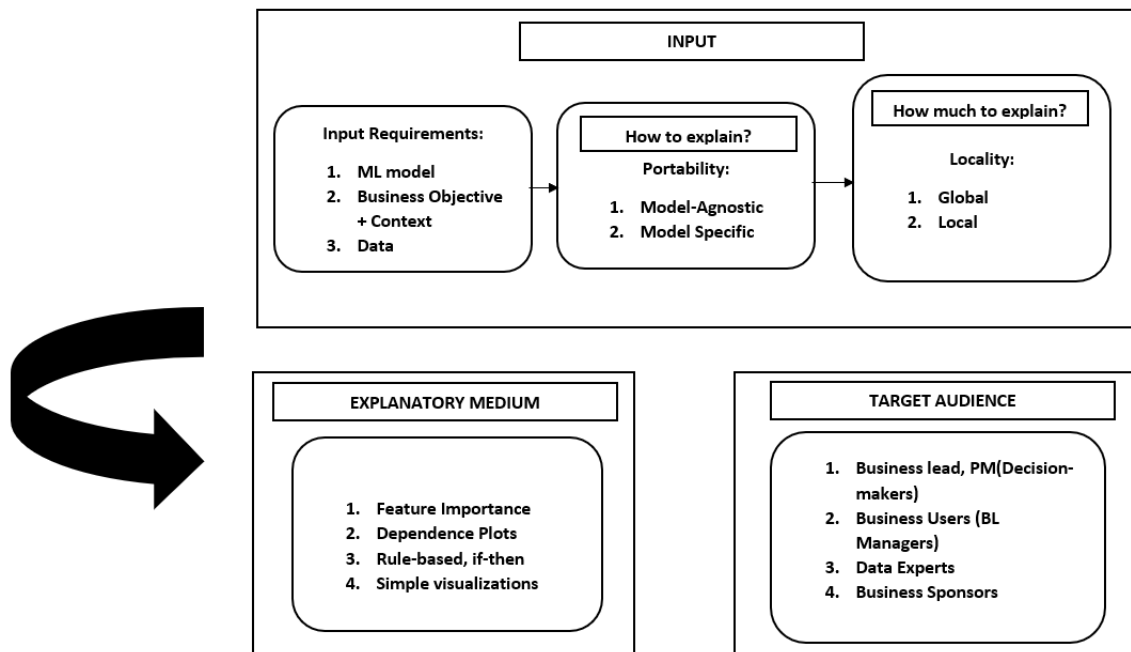 INPUT
Input Requirements:
1. ML model
2. Business Objective
+ Context
3. Data
How to explain?
Portability:
1. Model-Agnostic
2. Model Specific
How much to explain?
Locality:
1. Global
2. Local
EXPLANATORY MEDIUM
1. Feature Importance
2. Dependence Plots
3. Rule-based, if-then
4. Simple visualizations
TARGET AUDIENCE
1. Business lead, PM(Decision-
makers)
2. Business Users (BL
Managers)
3. Data Experts
4. Business Sponsors